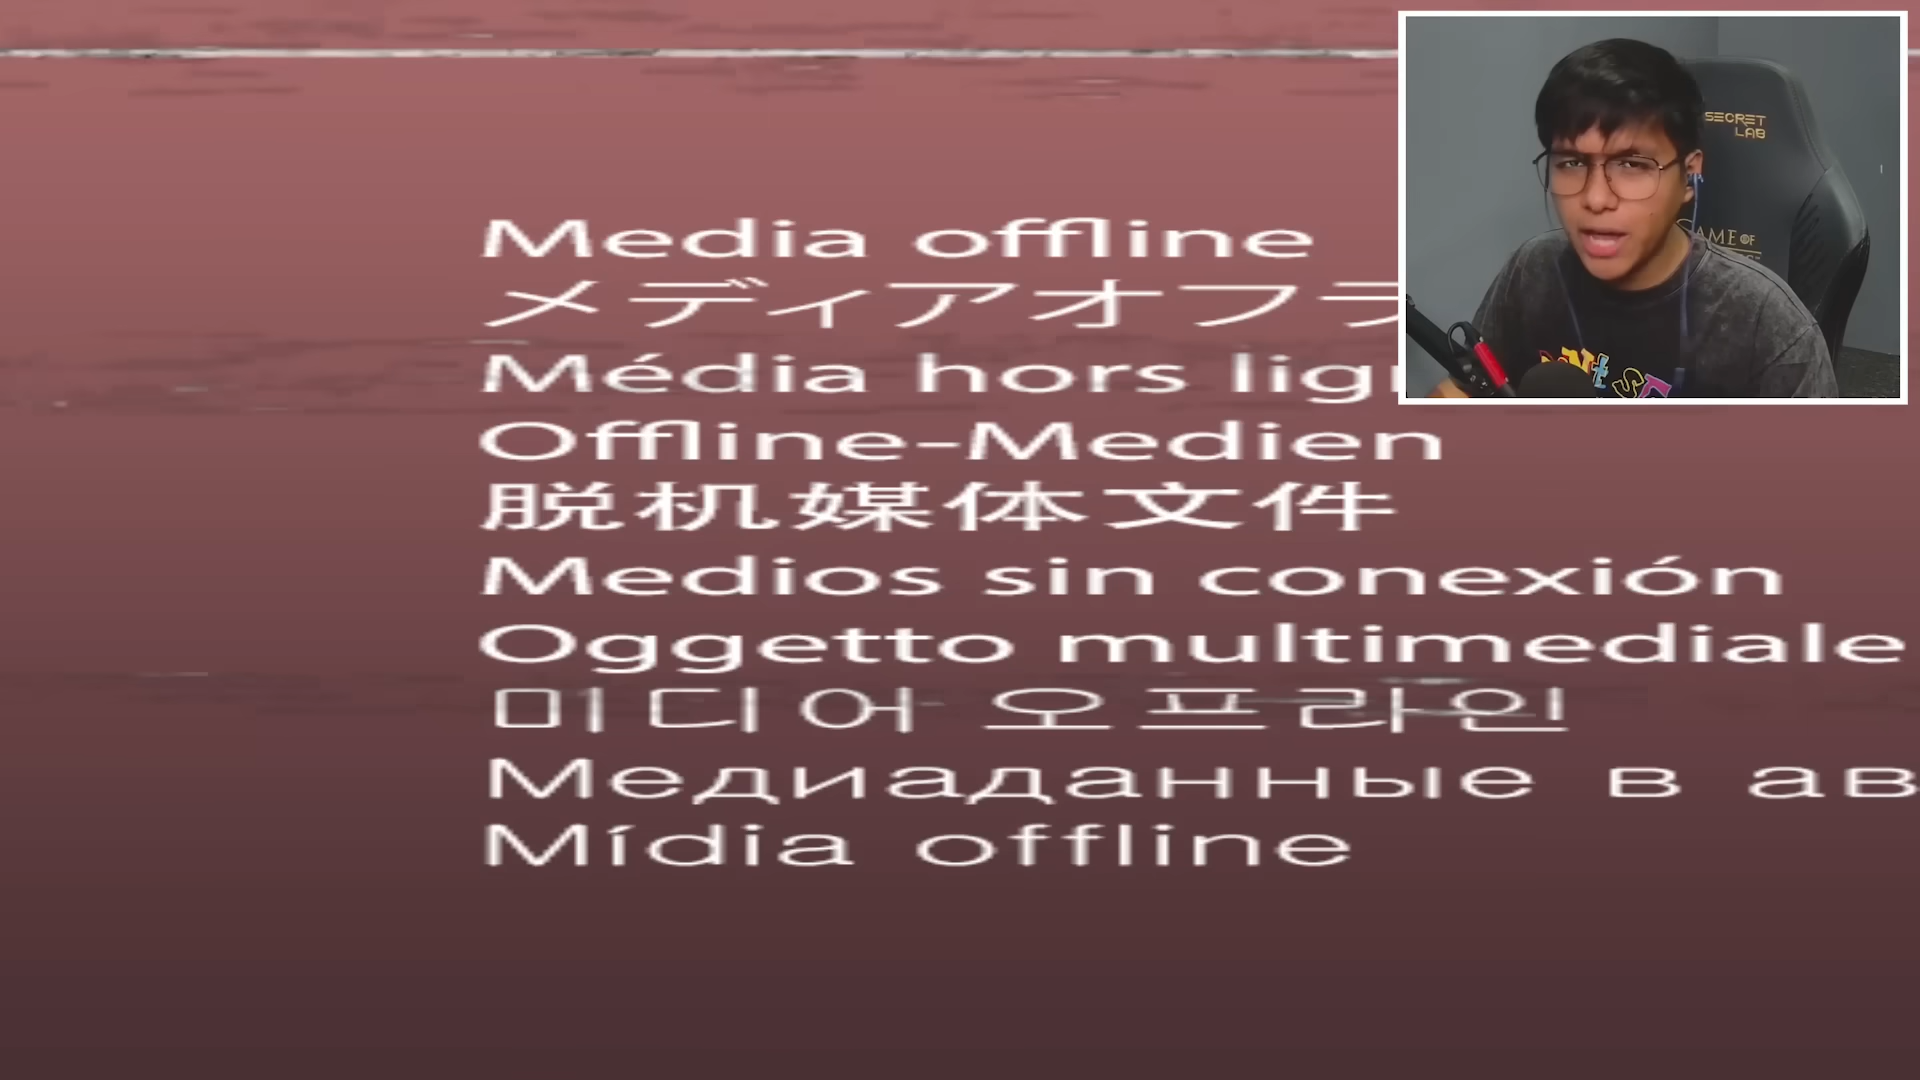 Media offline
メディアオフラ
Média hors lig
Offline-Medien
脱机媒体文件
Medios sin conexión
Oggetto multimediale
미디어 오프라인
Медиаданные в ав
Mídia offline
SECRET
LAB
GAME OF